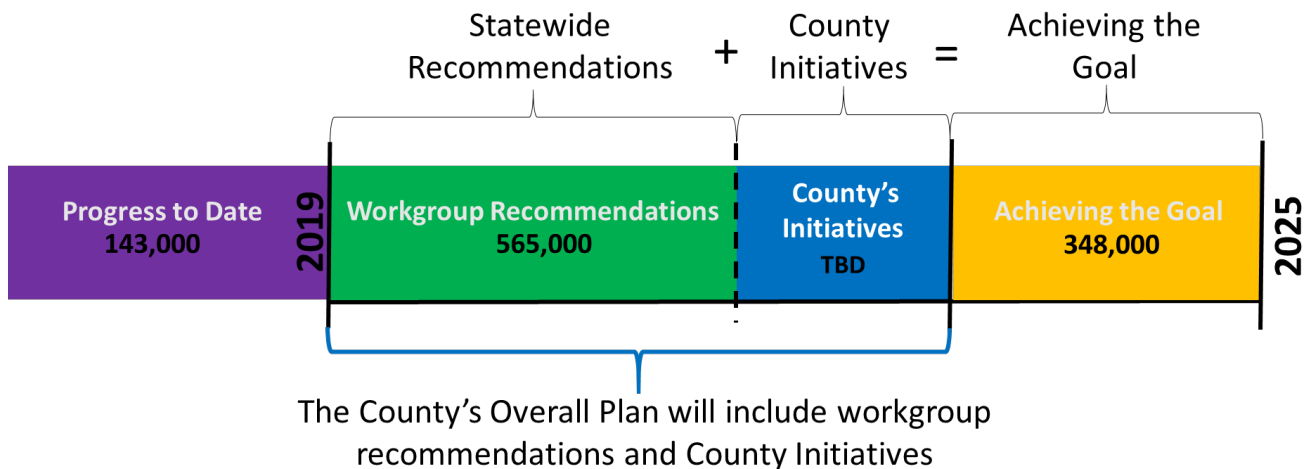 Statewide
Recommendations
+
County
Initiatives
=
Achieving the
Goal
Progress to Date
143,000
2019
Workgroup Recommendations
565,000
County's
Initiatives
TBD
Achieving the Goal
348,000
2025
The County's Overall Plan will include workgroup
recommendations and County Initiatives